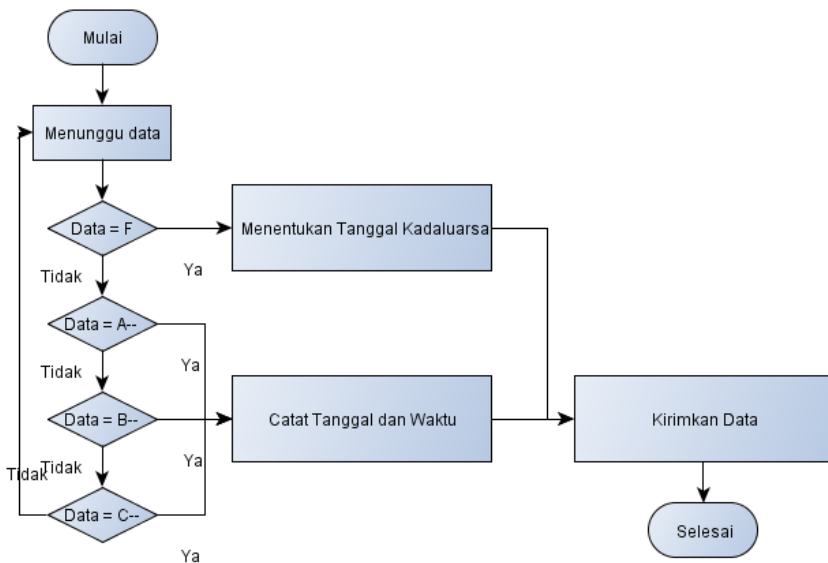 Mulai
Menunggu data
Data = F
Menentukan Tanggal Kadaluarsa
Tidak
Ya
Data = A--
Ya
Tidak
Data = B--
Catat Tanggal dan Waktu
Kirimkan Data
Ya
Tidak
Tidak
Data = C--
Selesai
Ya